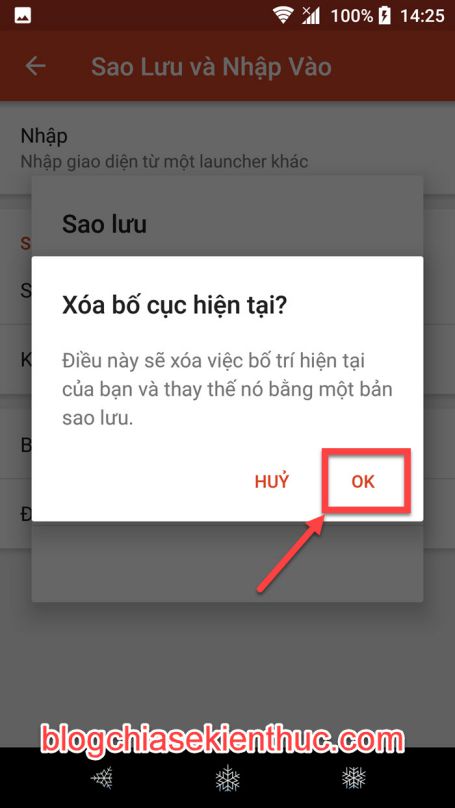 100% 14:25
Sao Lưu và Nhập Vào
Nhập
Nhập giao diện từ một launcher khác
Sao lưu
S
S
Xóa bố cục hiện tại?
K
Điều này sẽ xóa việc bố trí hiện tại
của bạn và thay thế nó bằng một bản
sao lưu.
B
HUỶ OK
Đ
blogchiasekienthuc.com